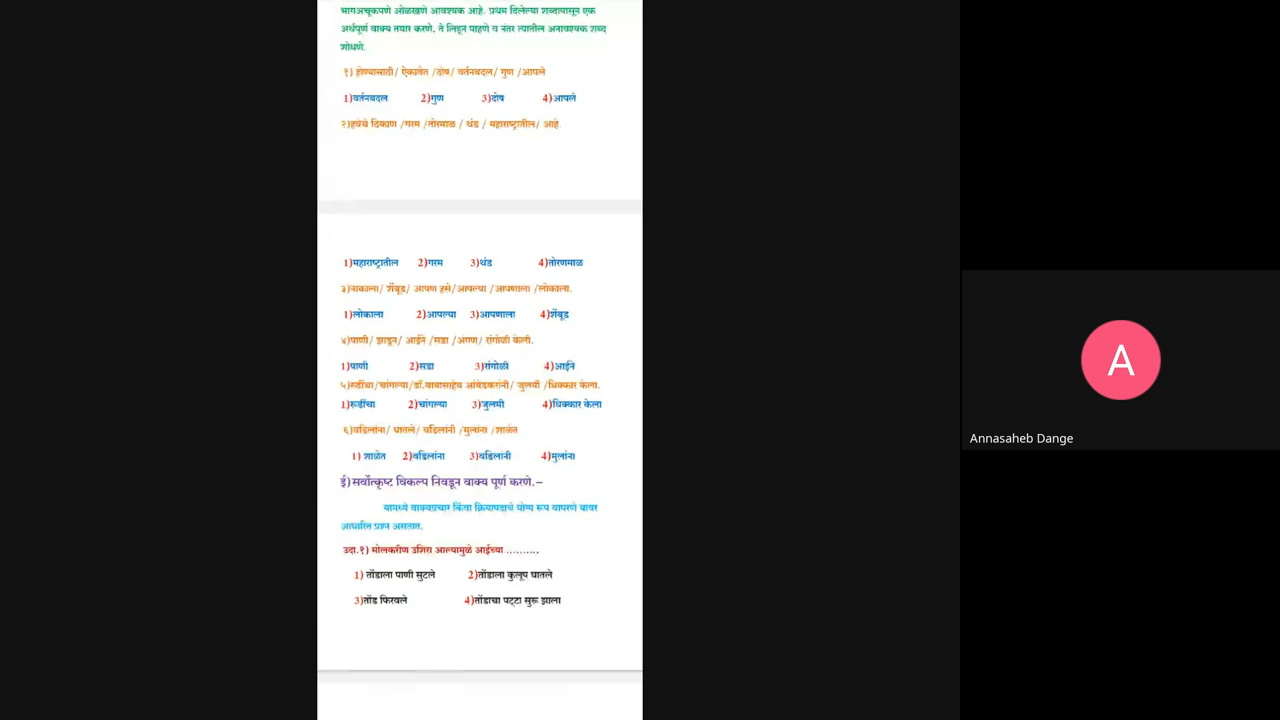 भागअचूकपणे ओळखणे आवश्यक आहे. प्रथम दिलेल्या शब्दापासून एक
अर्थपूर्ण वाक्य तयार करणे, ते लिहून पाहणे व नंतर त्यातील अनावश्यक शब्द
शोधणे.
१) होण्यासाठी/ ऐकावेत /दोष/ वर्तनबदल/ गुण /आपले
1)वर्तनबदल 2)गुण 3)दोष 4)आपले
२)हवेचे ठिकाण /गरम /तोरमाळ / थंड / महाराष्ट्रातील/ आहे.
1)महाराष्ट्रातील 2)गरम 3)थंड 4)तोरणमाळ
३)नाकाला/ शेंबूड/ आपण हसे/आपल्या /आपणाला /लोकाला.
1)लोकाला 2)आपल्या 3)आपणाला 4)शेंबूड
४)पाणी/ झाडून/ आईने /सडा /अंगण/ रांगोळी केली.
1)पाणी 2)सडा 3)रांगोळी 4)आईने
५)रूढींचा/चांगल्या/डॉ.बाबासाहेब आंबेडकरांनी/ जुलमी /धिक्कार केला.
1)रूढींचा 2)चांगल्या 3)जुलमी 4)धिक्कार केला
६)वडिलांना/ घातले/ वडिलांनी /मुलांना /शाळेत
1) शाळेत 2)वडिलांना 3)वडिलांनी 4)मुलांना
ई)सर्वोत्कृष्ट विकल्प निवडून वाक्य पूर्ण करणे.–
यामध्ये वाक्यप्रचार किंवा क्रियापदाचे योग्य रूप वापरणे यावर
आधारित प्रश्न असतात.
उदा.१) मोलकरीण उशिरा आल्यामुळे आईच्या ..........
1) तोंडाला पाणी सुटले 2)तोंडाला कुलूप घातले
3)तोंड फिरवले 4)तोंडाचा पट्टा सुरू झाला
A
Annasaheb Dange